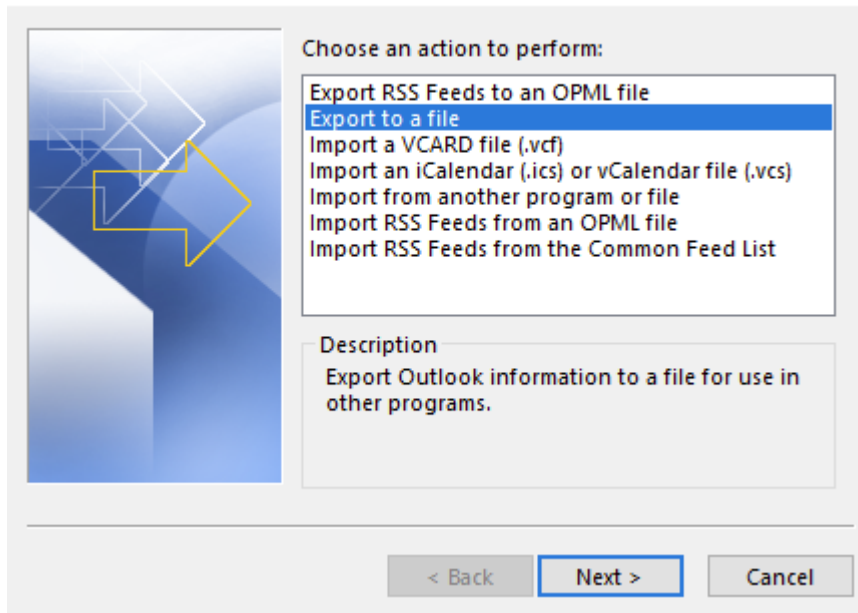 Choose an action to perform:
Export RSS Feeds to an OPML file
Export to a file
Import a VCARD file (.vcf)
Import an iCalendar (.ics) or vCalendar file (.vcs)
Import from another program or file
Import RSS Feeds from an OPML file
Import RSS Feeds from the Common Feed List
Description
Export Outlook information to a file for use in
other programs.
< Back
Next >
Cancel